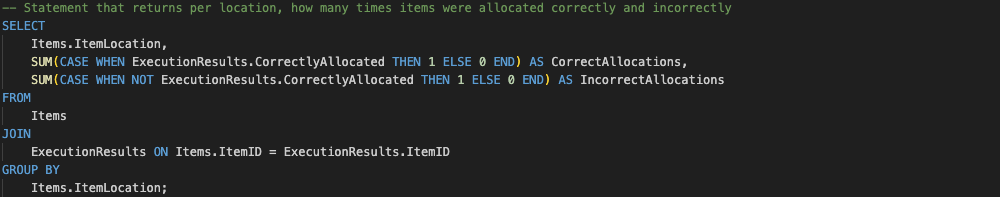 -- Statement that returns per location, how many times items were allocated correctly and incorrectly
SELECT
    Items.ItemLocation,
    SUM(CASE WHEN ExecutionResults.CorrectlyAllocated THEN 1 ELSE 0 END) AS CorrectAllocations,
    SUM(CASE WHEN NOT ExecutionResults.CorrectlyAllocated THEN 1 ELSE 0 END) AS IncorrectAllocations
FROM
    Items
JOIN
    ExecutionResults ON Items.ItemID = ExecutionResults.ItemID
GROUP BY
    Items.ItemLocation;